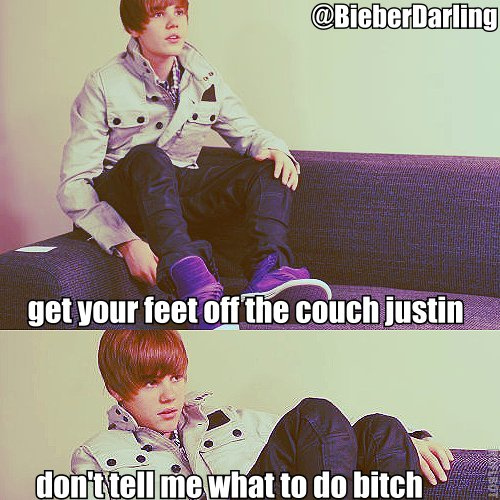 @BieberDarling
get your feet off the couch justin
don't tell me what to do bitch